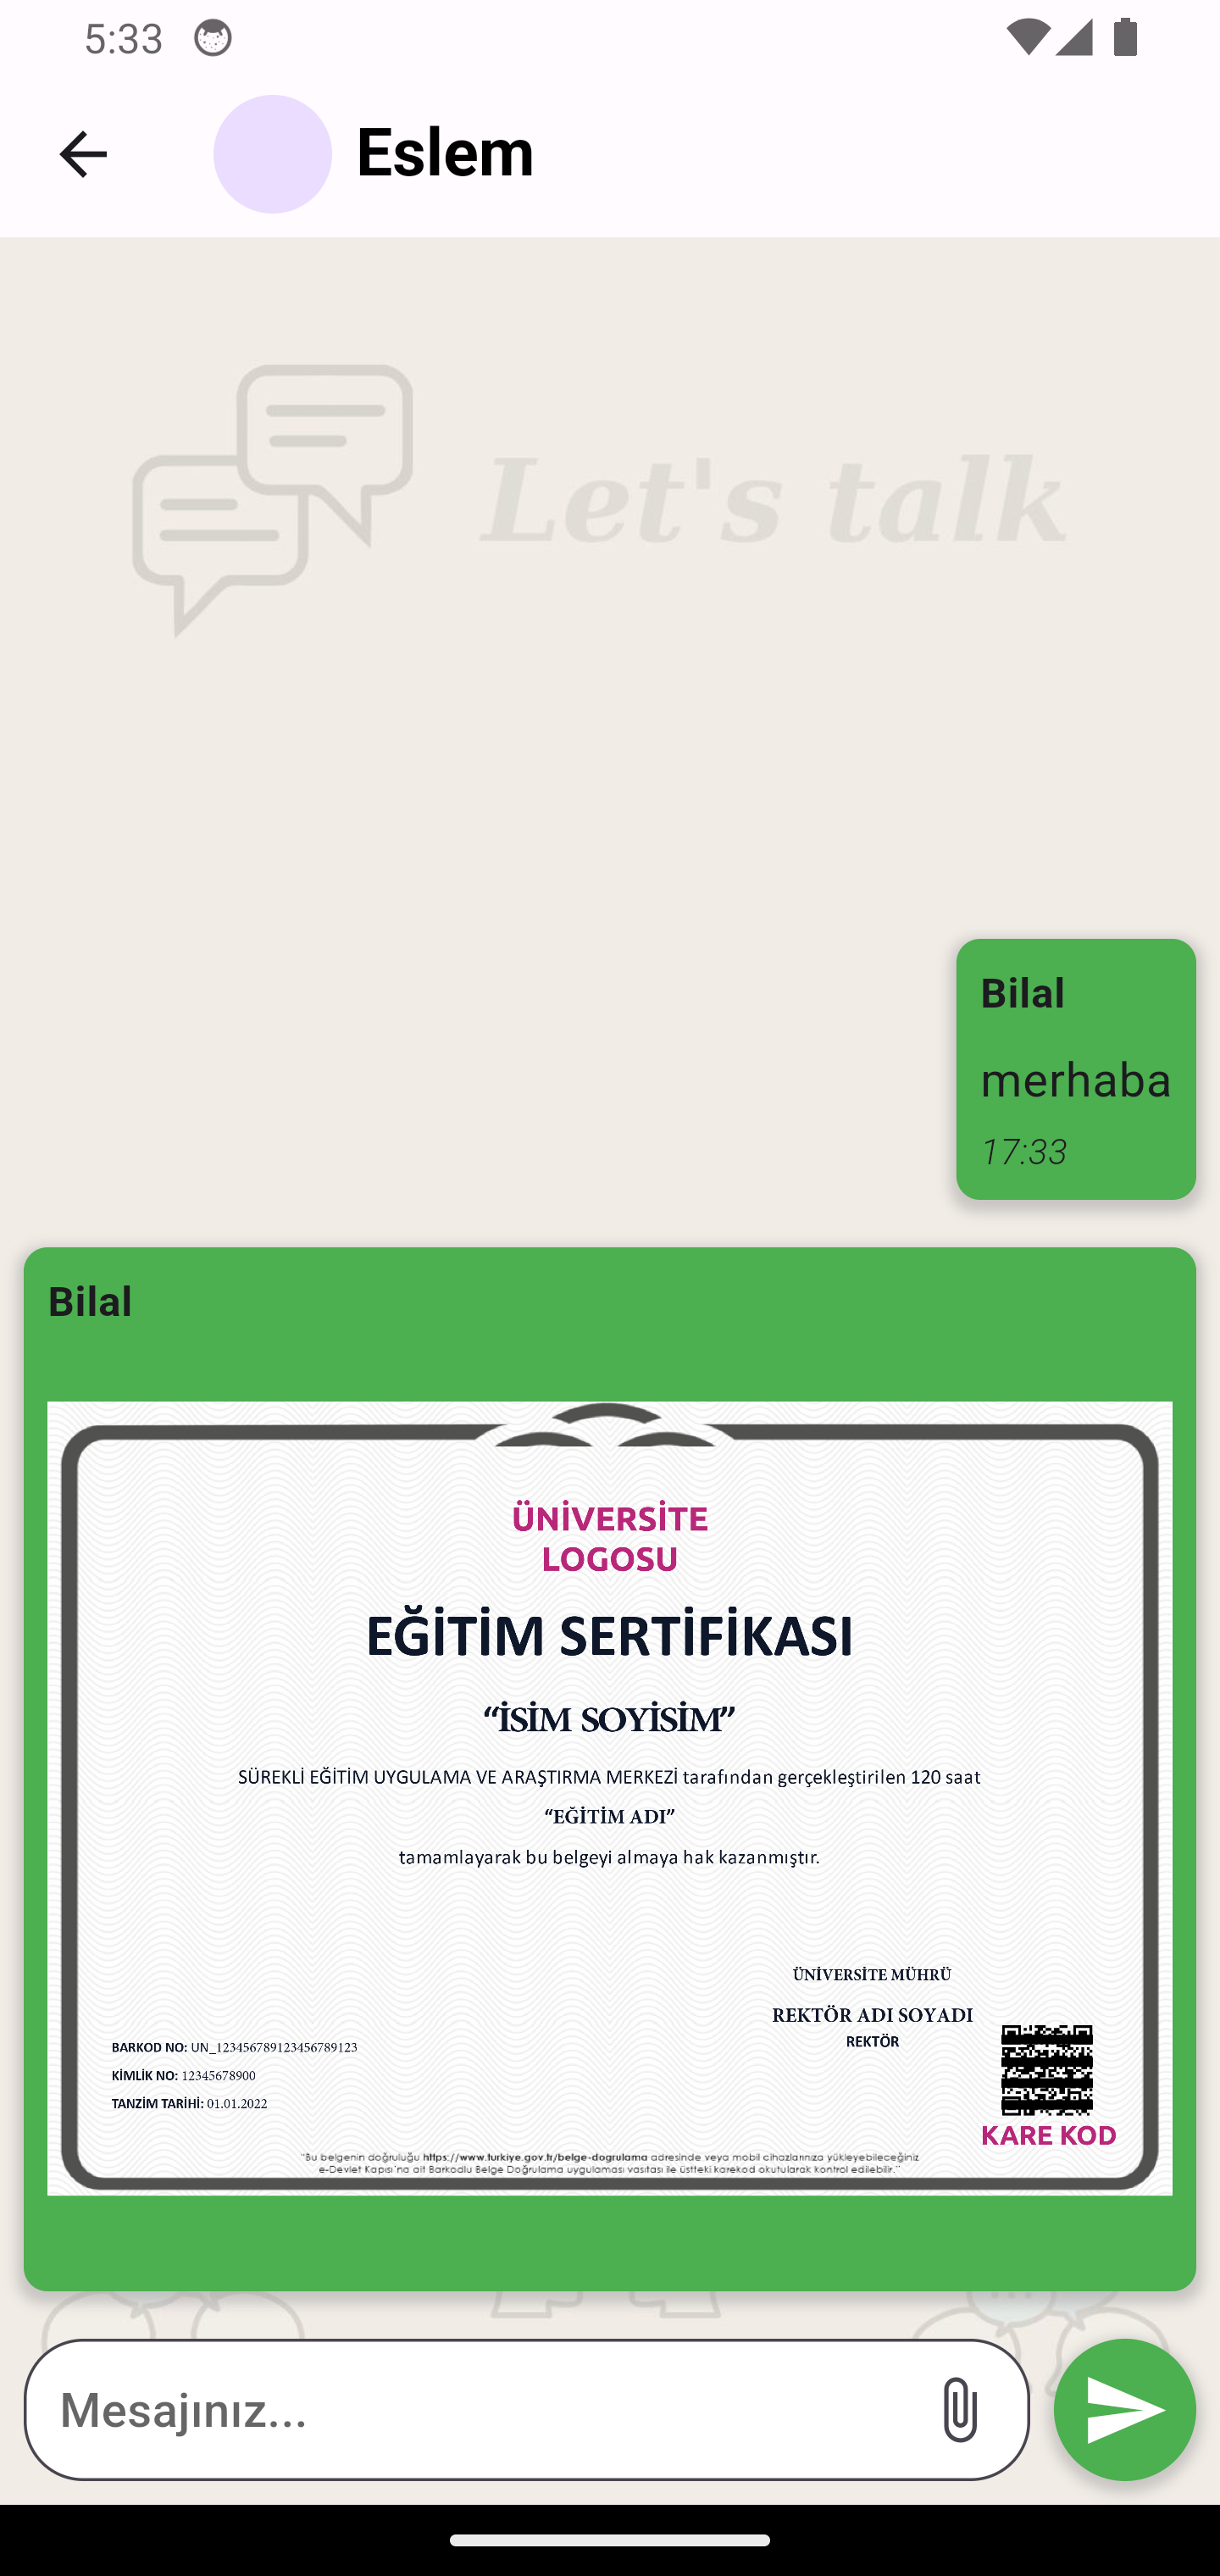 5:33
Eslem
Let's talk
Bilal
merhaba
17:33
Bilal
ÜNİVERSİTE
LOGOSU
EĞİTİM SERTİFİKASI
“İSİM SOYİSİM”
SÜREKLİ EĞİTİM UYGULAMA VE ARAŞTIRMA MERKEZİ tarafından gerçekleştirilen 120 saat
“EĞİTİM ADI”
tamamlayarak bu belgeyi almaya hak kazanmıştır.
ÜNİVERSİTE MÜHRÜ
REKTÖR ADI SOYADI
REKTÖR
BARKOD NO: UN_123456789123456789123
KİMLİK NO: 12345678900
TANZİM TARİHİ: 01.01.2022
KARE KOD
"Bu belgenin doğruluğu https://www.turkiye.gov.tr/belge-dogrulama adresinde veya mobil cihazlarınıza yükleyebileceğiniz
e-Devlet Kapısı'na ait Barkodlu Belge Doğrulama uygulaması vasıtası ile üstteki karekod okutularak kontrol edilebilir."
Mesajınız...